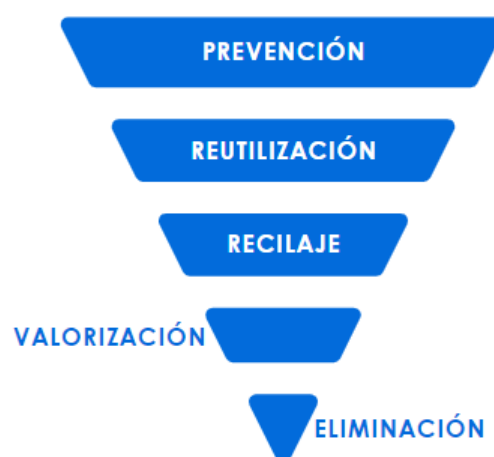 PREVENCIÓN
REUTILIZACIÓN
RECILAJE
VALORIZACIÓN
ELIMINACIÓN